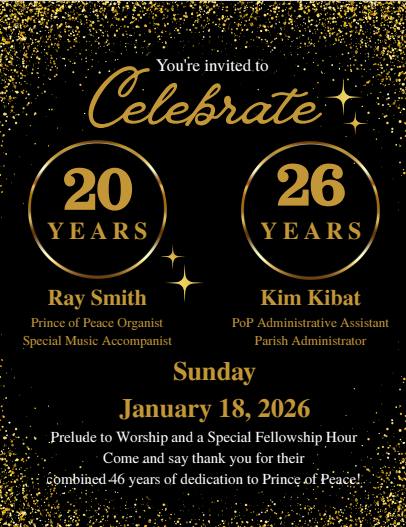 You're invited to
Celebrate
20
YEARS
26
YEARS
Ray Smith
Prince of Peace Organist
Special Music Accompanist
Kim Kibat
PoP Administrative Assistant
Parish Administrator
Sunday
January 18, 2026
Prelude to Worship and a Special Fellowship Hour
Come and say thank you for their
combined 46 years of dedication to Prince of Peace!